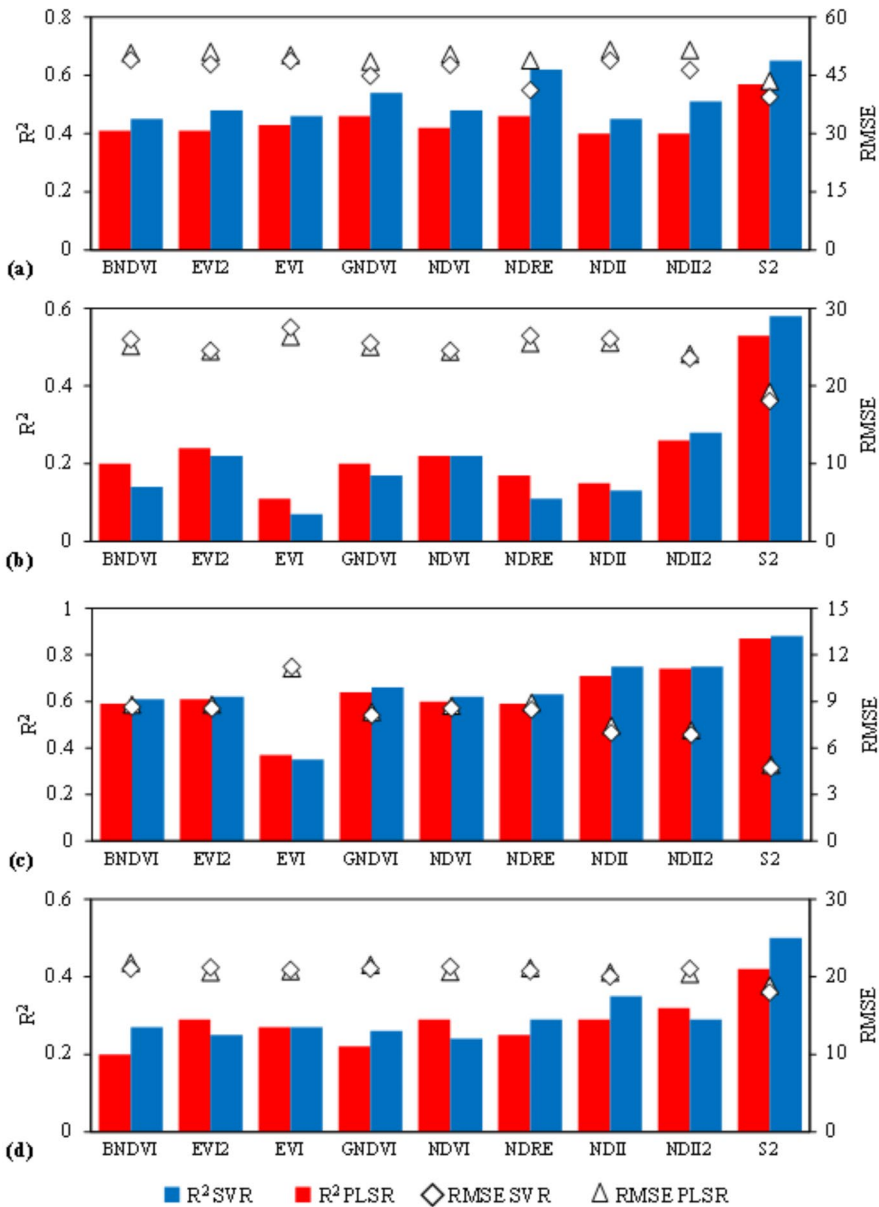 0.8 60
0.6 45
0.4 30
0.2 15
0 0
R² RMSE
(a) BNDVI EVI2 EVI GNDVI NDVI NDRE NDII NDII2 S2
0.6 30
0.4 20
0.2 10
0 0
R² RMSE
(b) BNDVI EVI2 EVI GNDVI NDVI NDRE NDII NDII2 S2
1 15
0.8 12
0.6 9
0.4 6
0.2 3
0 0
R² RMSE
(c) BNDVI EVI2 EVI GNDVI NDVI NDRE NDII NDII2 S2
0.6 30
0.4 20
0.2 10
0 0
R² RMSE
(d) BNDVI EVI2 EVI GNDVI NDVI NDRE NDII NDII2 S2
R² SVR R² PLSR RMSE SVR RMSE PLSR